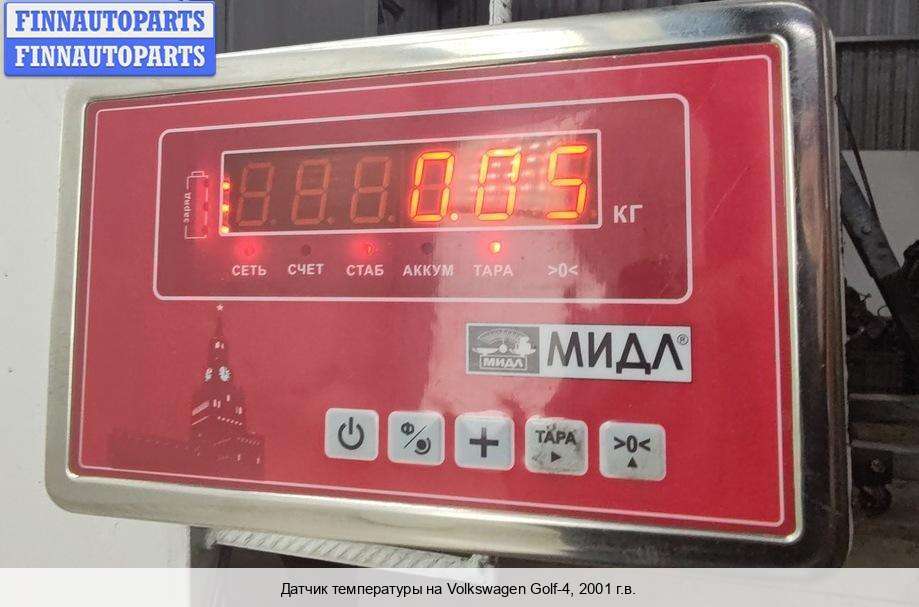 FINNAUTOPARTS
FINNAUTOPARTS
заряд
0.05
КГ
СЕТЬ СЧЕТ СТАБ АККУМ ТАРА >0<
МИДЛ
МИДЛ®
Ф
+
ТАРА
>0<
Датчик температуры на Volkswagen Golf-4, 2001 г.в.